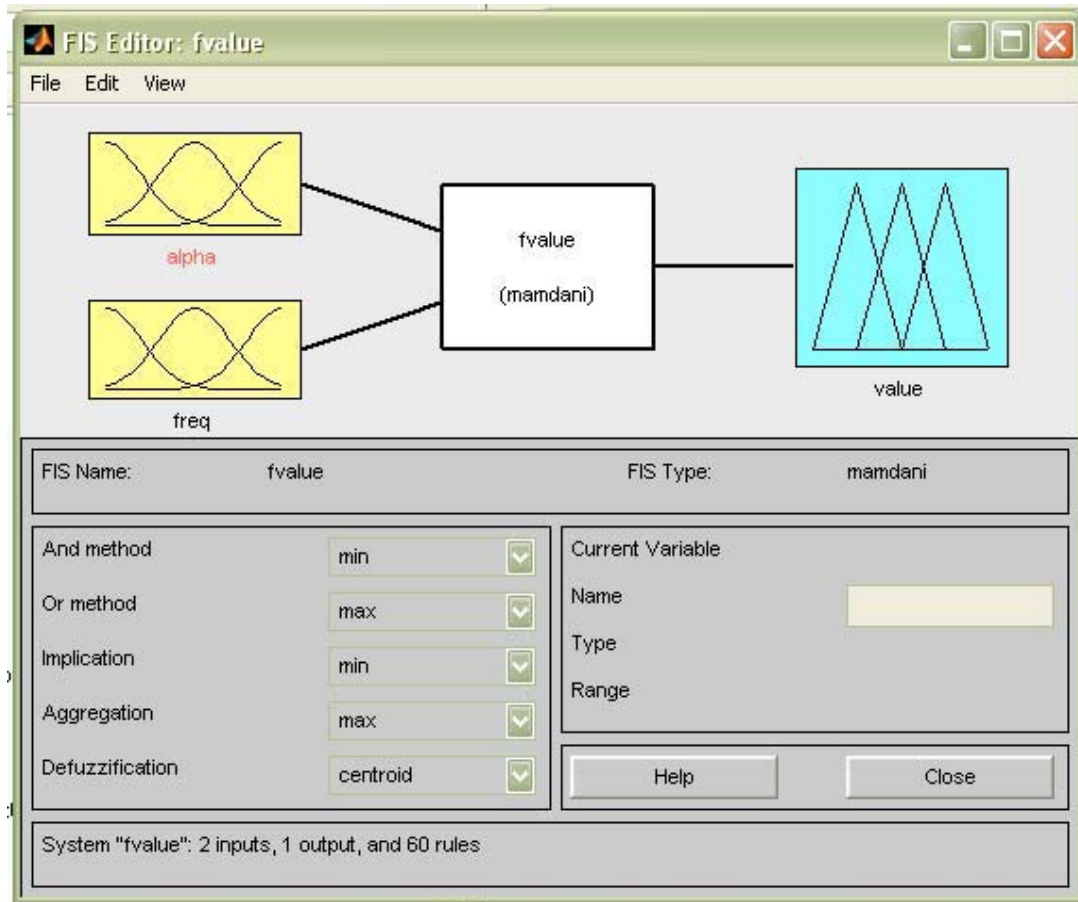 FIS Editor: fvalue
File Edit View
alpha
freq
fvalue
(mamdani)
value
FIS Name: fvalue FIS Type: mamdani
And method min
Or method max
Implication min
Aggregation max
Defuzzification centroid
Current Variable
Name
Type
Range
Help Close
System "fvalue": 2 inputs, 1 output, and 60 rules